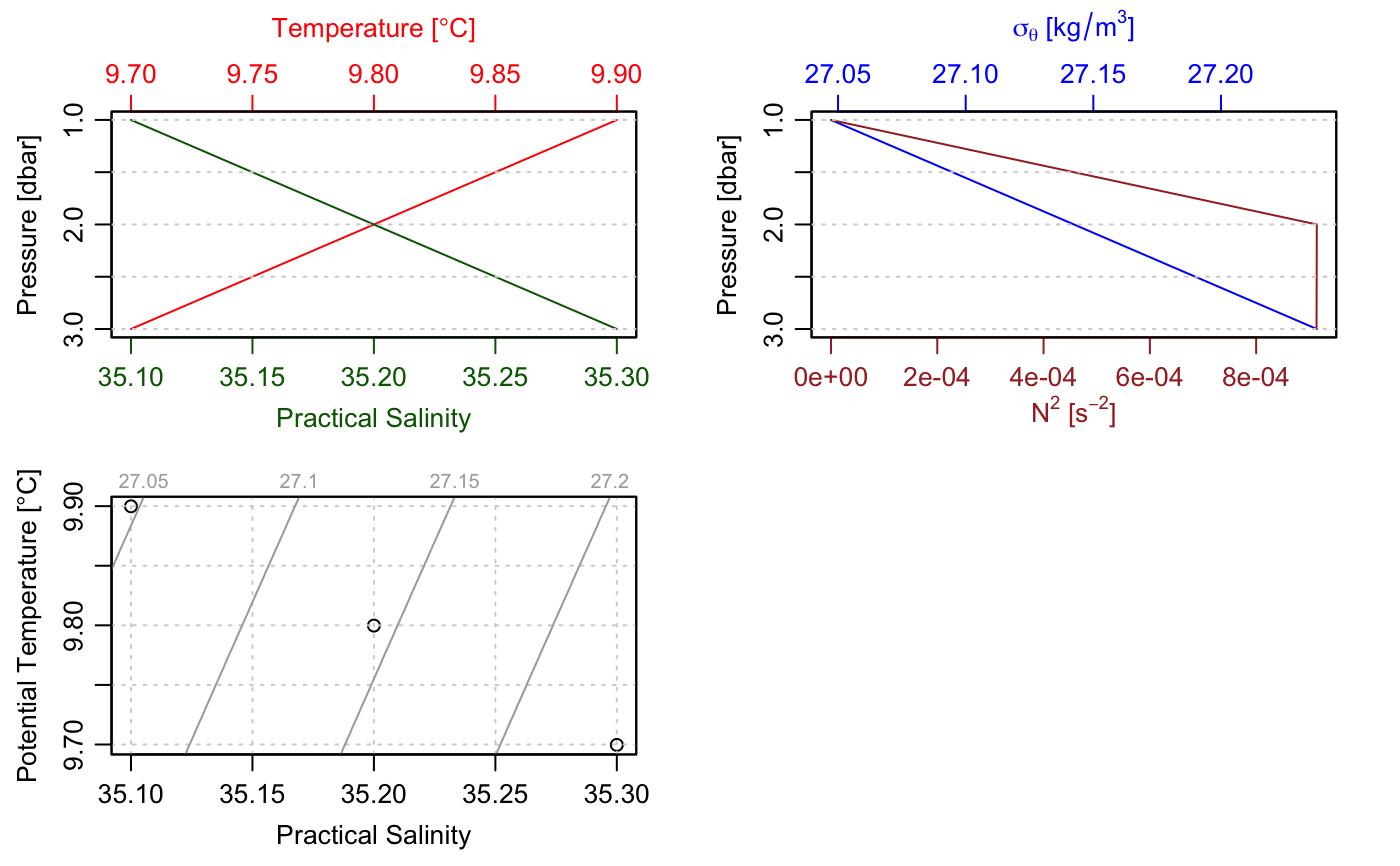 Temperature [°C]
9.70 9.75 9.80 9.85 9.90
Pressure [dbar]
1.0 2.0 3.0
35.10 35.15 35.20 35.25 35.30
Practical Salinity
σθ [kg/m³]
27.05 27.10 27.15 27.20
Pressure [dbar]
1.0 2.0 3.0
0e+00 2e-04 4e-04 6e-04 8e-04
N² [s⁻²]
27.05 27.1 27.15 27.2
Potential Temperature [°C]
9.90 9.80 9.70
35.10 35.15 35.20 35.25 35.30
Practical Salinity